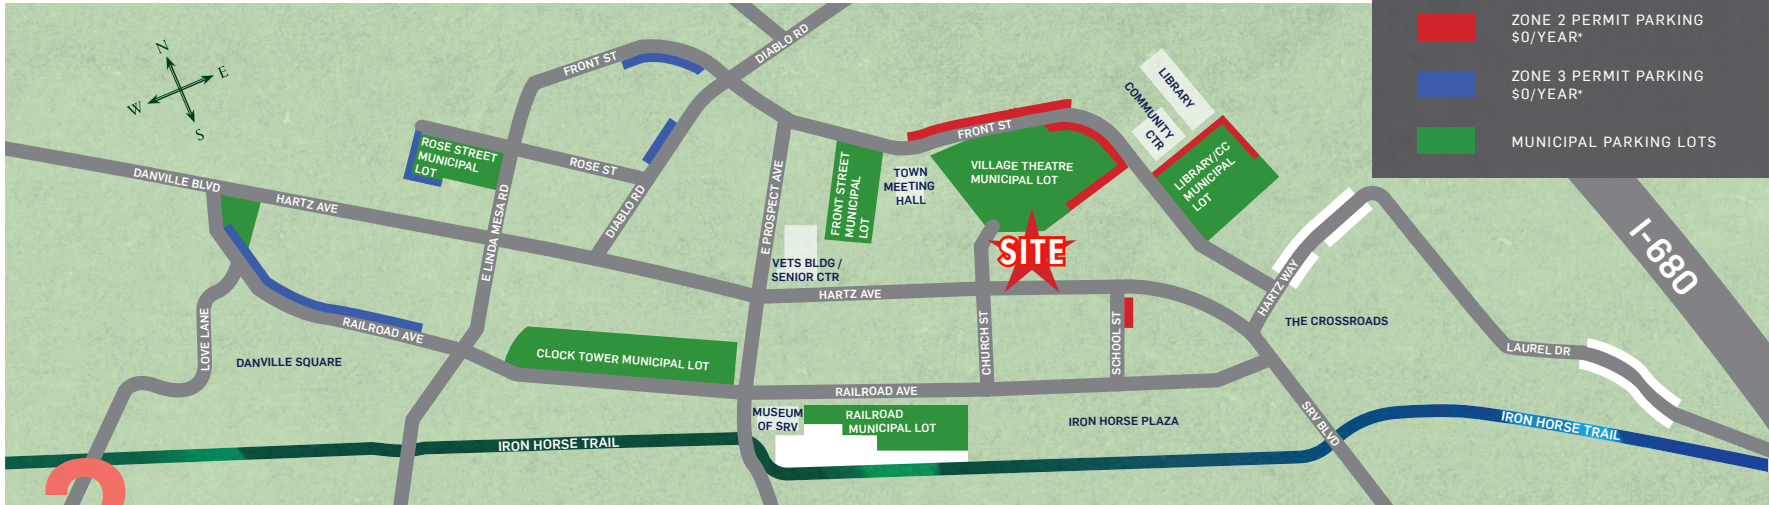 ZONE 2 PERMIT PARKING
$0/YEAR*
ZONE 3 PERMIT PARKING
$0/YEAR*
MUNICIPAL PARKING LOTS
N
E
W
S
FRONT ST
DIABLO RD
LIBRARY
COMMUNITY
CTR
FRONT ST
ROSE STREET
MUNICIPAL
LOT
ROSE ST
DANVILLE BLVD
HARTZ AVE
E LINDA MESA RD
DIABLO RD
E PROSPECT AVE
FRONT STREET
MUNICIPAL
LOT
TOWN
MEETING
HALL
VILLAGE THEATRE
MUNICIPAL LOT
LIBRARY/CC
MUNICIPAL
LOT
SITE
VETS BLDG /
SENIOR CTR
HARTZ AVE
HARTZ WAY
I-680
LOVE LANE
RAILROAD AVE
DANVILLE SQUARE
CLOCK TOWER MUNICIPAL LOT
CHURCH ST
SCHOOL ST
THE CROSSROADS
LAUREL DR
RAILROAD AVE
MUSEUM
OF SRV
RAILROAD
MUNICIPAL LOT
IRON HORSE PLAZA
SRV BLVD
IRON HORSE TRAIL
IRON HORSE TRAIL